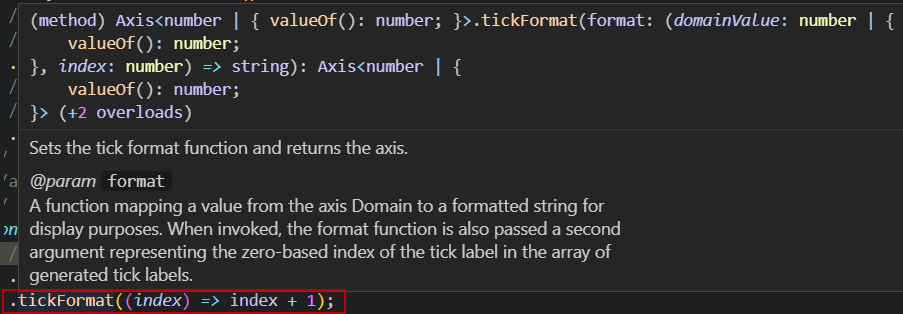 (method) Axis<number | { valueOf(): number; }>.tickFormat(format: (domainValue: number | {
    valueOf(): number;
}, index: number) => string): Axis<number | {
    valueOf(): number;
}> (+2 overloads)
Sets the tick format function and returns the axis.
@param format
A function mapping a value from the axis Domain to a formatted string for
display purposes. When invoked, the format function is also passed a second
argument representing the zero-based index of the tick label in the array of
generated tick labels.
.tickFormat((index) => index + 1);